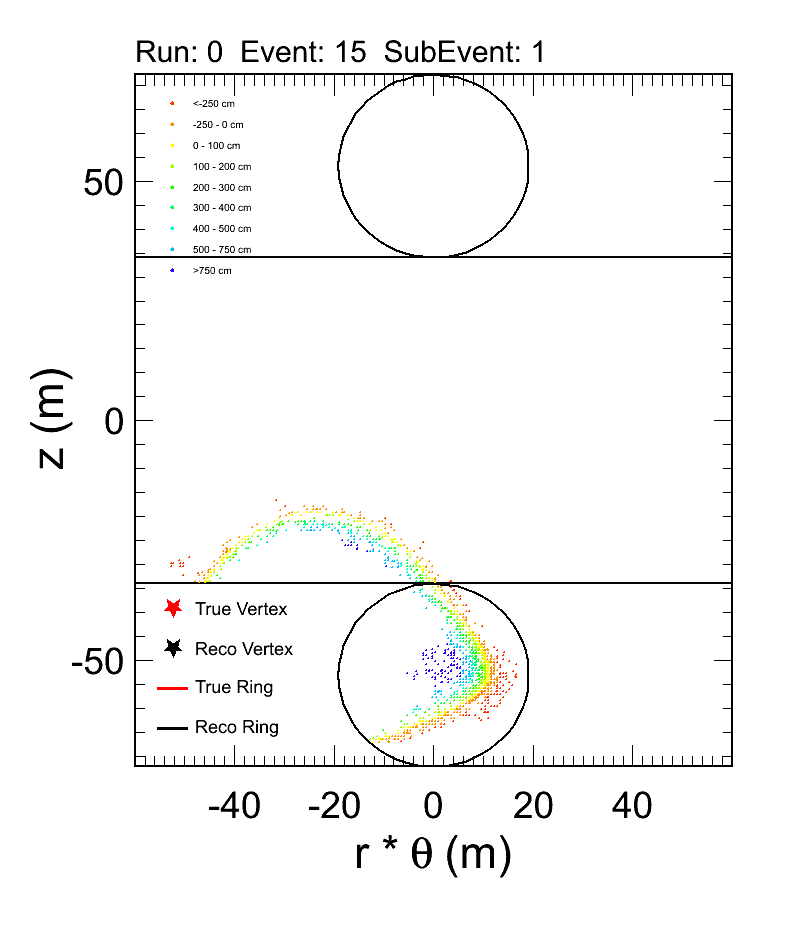 Run: 0 Event: 15 SubEvent: 1
<-250 cm
-250 - 0 cm
0 - 100 cm
100 - 200 cm
200 - 300 cm
300 - 400 cm
400 - 500 cm
500 - 750 cm
>750 cm
50
0
-50
z (m)
True Vertex
Reco Vertex
True Ring
Reco Ring
-40 -20 0 20 40
r * θ (m)